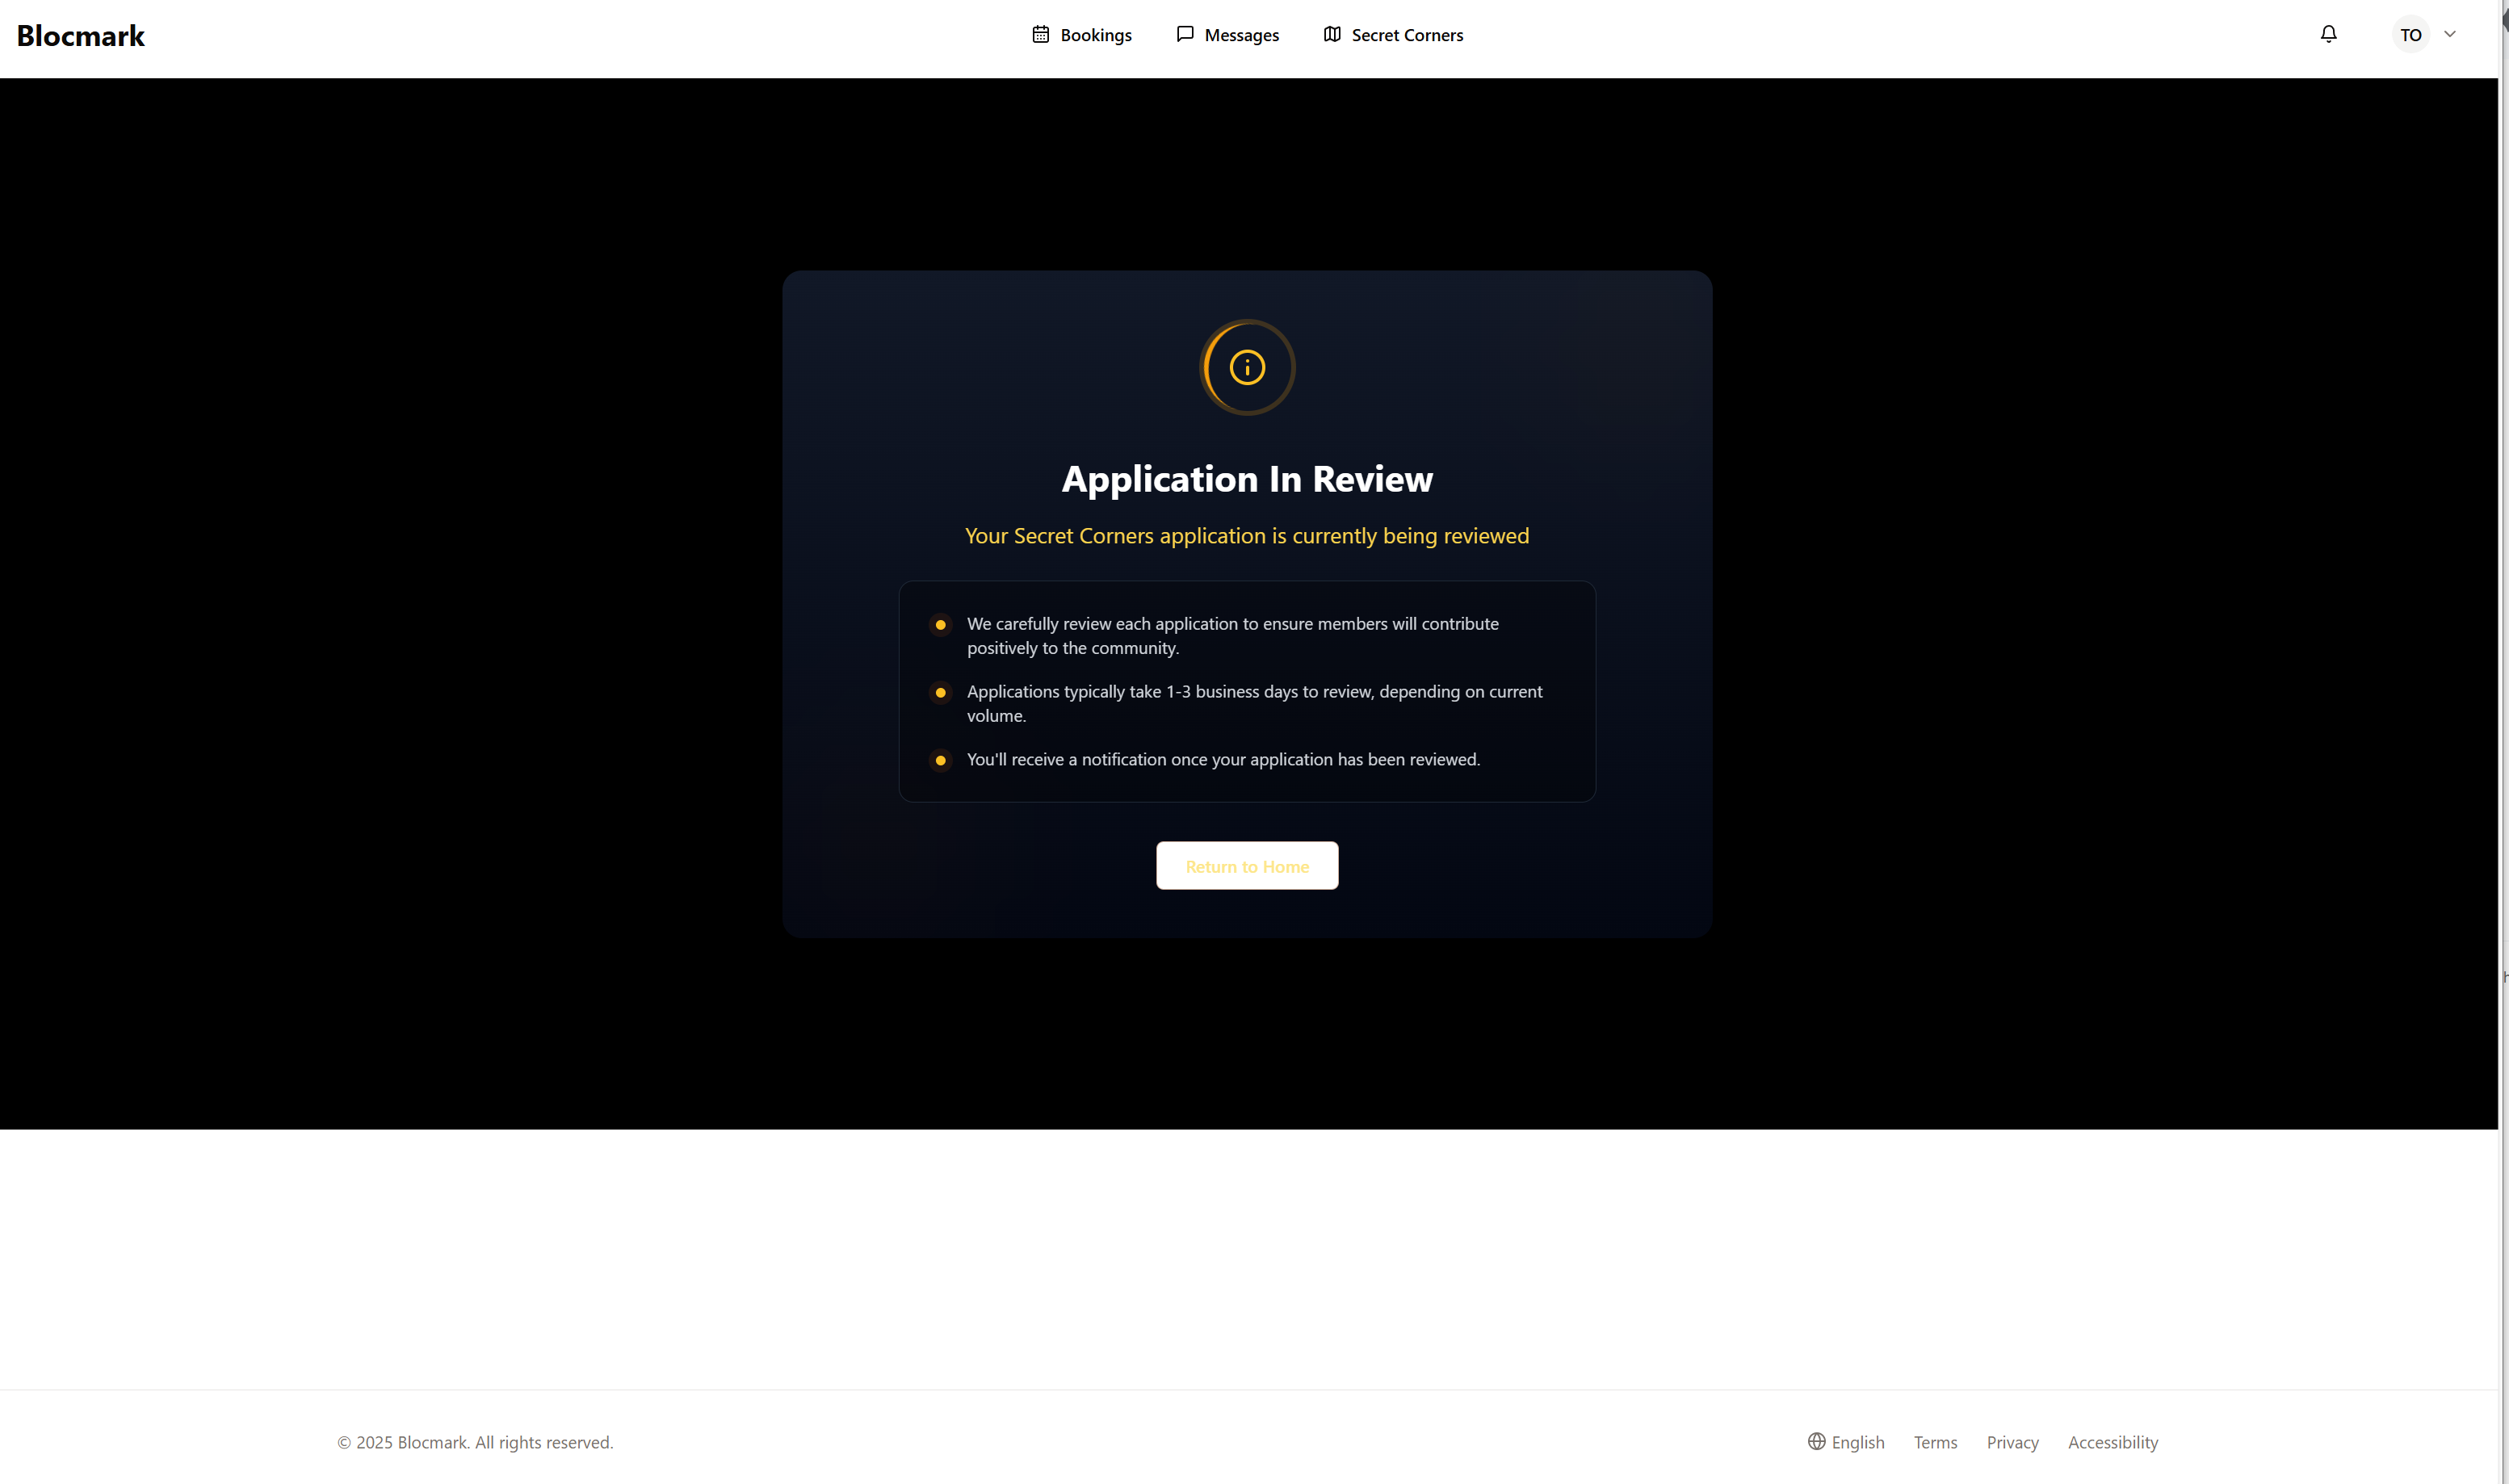 Blocmark
Bookings
Messages
Secret Corners
TO
Application In Review
Your Secret Corners application is currently being reviewed
We carefully review each application to ensure members will contribute
positively to the community.
Applications typically take 1-3 business days to review, depending on current
volume.
You'll receive a notification once your application has been reviewed.
Return to Home
© 2025 Blocmark. All rights reserved.
English
Terms
Privacy
Accessibility